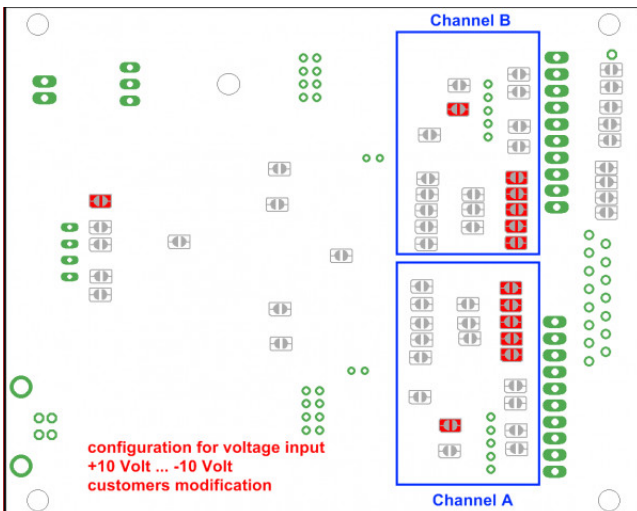 Channel B
configuration for voltage input
+10 Volt ... -10 Volt
customers modification
Channel A